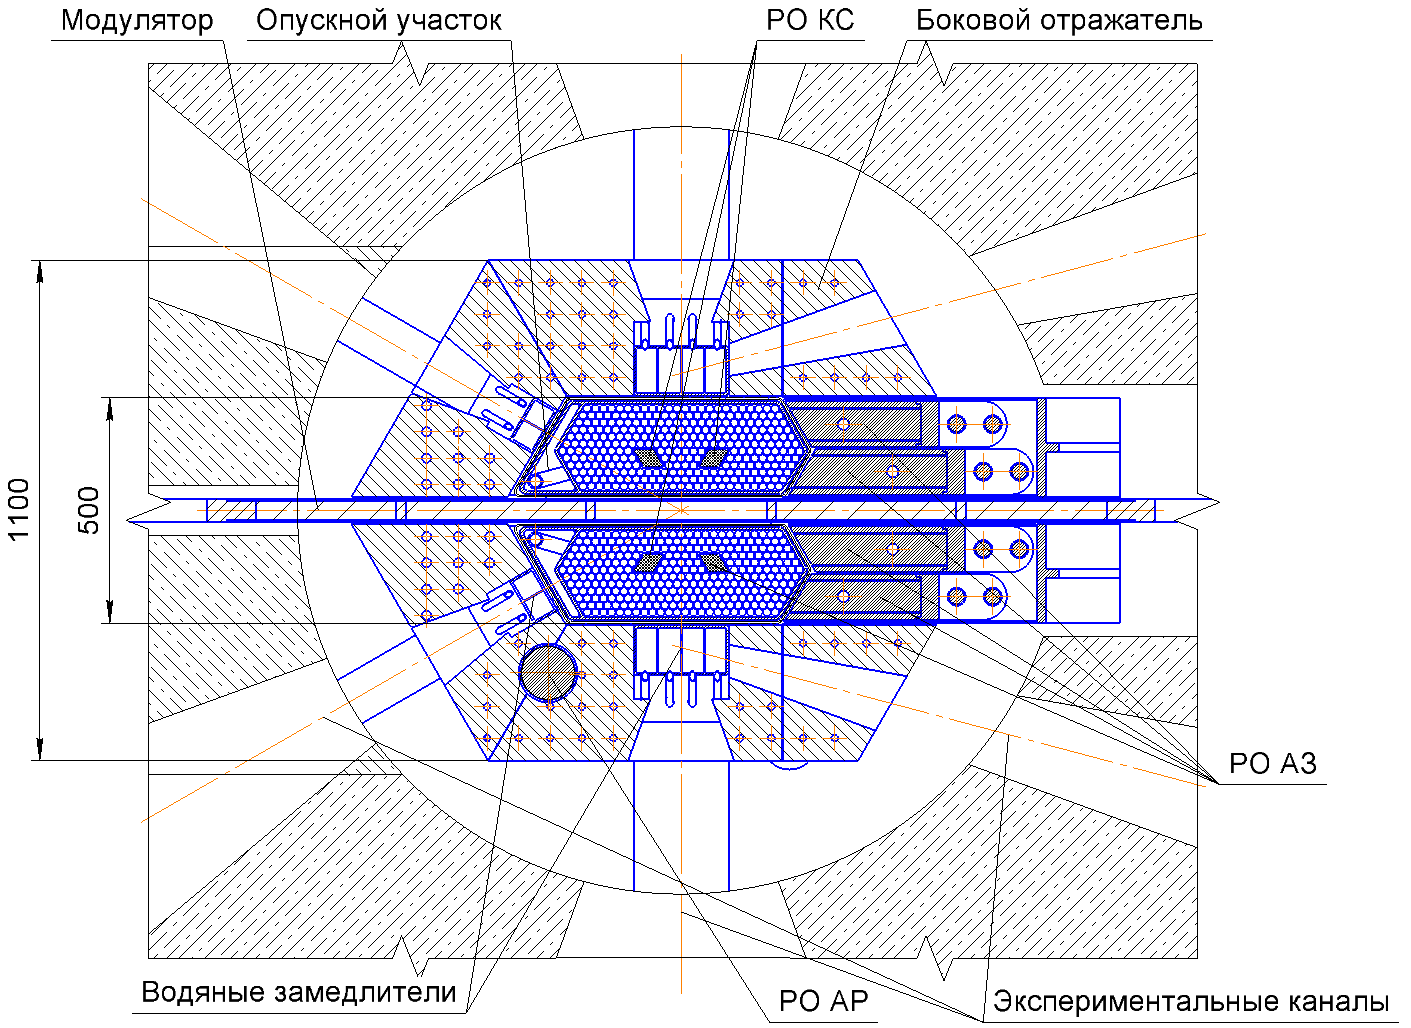 Модулятор
Опускной участок
РО КС
Боковой отражатель
1100
500
РО АЗ
Водяные замедлители
РО АР
Экспериментальные каналы